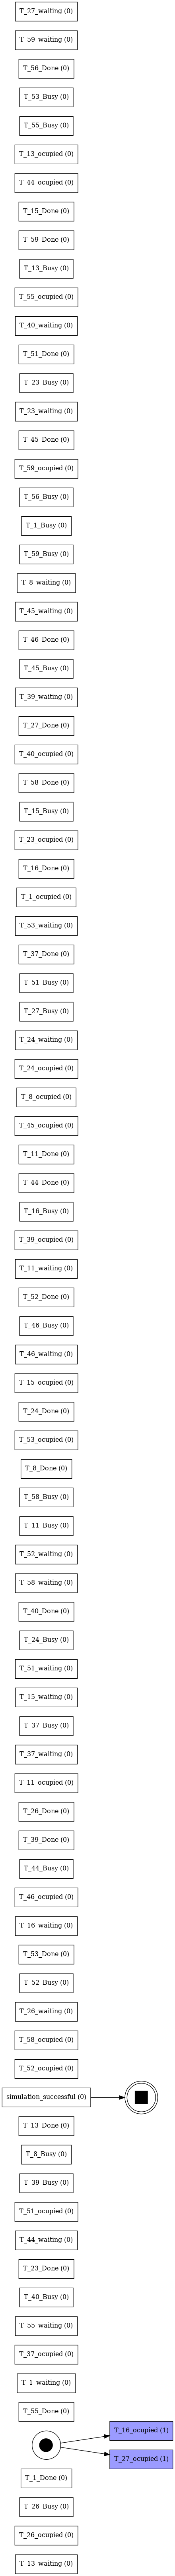 T_27_waiting (0)
T_59_waiting (0)
T_56_Done (0)
T_53_Busy (0)
T_55_Busy (0)
T_13_ocupied (0)
T_44_ocupied (0)
T_15_Done (0)
T_59_Done (0)
T_13_Busy (0)
T_55_ocupied (0)
T_40_waiting (0)
T_51_Done (0)
T_23_Busy (0)
T_23_waiting (0)
T_45_Done (0)
T_59_ocupied (0)
T_56_Busy (0)
T_1_Busy (0)
T_59_Busy (0)
T_8_waiting (0)
T_45_waiting (0)
T_46_Done (0)
T_45_Busy (0)
T_39_waiting (0)
T_27_Done (0)
T_40_ocupied (0)
T_58_Done (0)
T_15_Busy (0)
T_23_ocupied (0)
T_16_Done (0)
T_1_ocupied (0)
T_53_waiting (0)
T_37_Done (0)
T_51_Busy (0)
T_27_Busy (0)
T_24_waiting (0)
T_24_ocupied (0)
T_8_ocupied (0)
T_45_ocupied (0)
T_11_Done (0)
T_44_Done (0)
T_16_Busy (0)
T_39_ocupied (0)
T_11_waiting (0)
T_52_Done (0)
T_46_Busy (0)
T_46_waiting (0)
T_15_ocupied (0)
T_24_Done (0)
T_53_ocupied (0)
T_8_Done (0)
T_58_Busy (0)
T_11_Busy (0)
T_52_waiting (0)
T_58_waiting (0)
T_40_Done (0)
T_24_Busy (0)
T_51_waiting (0)
T_15_waiting (0)
T_37_Busy (0)
T_37_waiting (0)
T_11_ocupied (0)
T_26_Done (0)
T_39_Done (0)
T_44_Busy (0)
T_46_ocupied (0)
T_16_waiting (0)
T_53_Done (0)
T_52_Busy (0)
T_26_waiting (0)
T_58_ocupied (0)
T_52_ocupied (0)
simulation_successful (0)
T_13_Done (0)
T_8_Busy (0)
T_39_Busy (0)
T_51_ocupied (0)
T_44_waiting (0)
T_23_Done (0)
T_40_Busy (0)
T_55_waiting (0)
T_37_ocupied (0)
T_1_waiting (0)
T_55_Done (0)
T_16_ocupied (1)
T_27_ocupied (1)
T_1_Done (0)
T_26_Busy (0)
T_26_ocupied (0)
T_13_waiting (0)